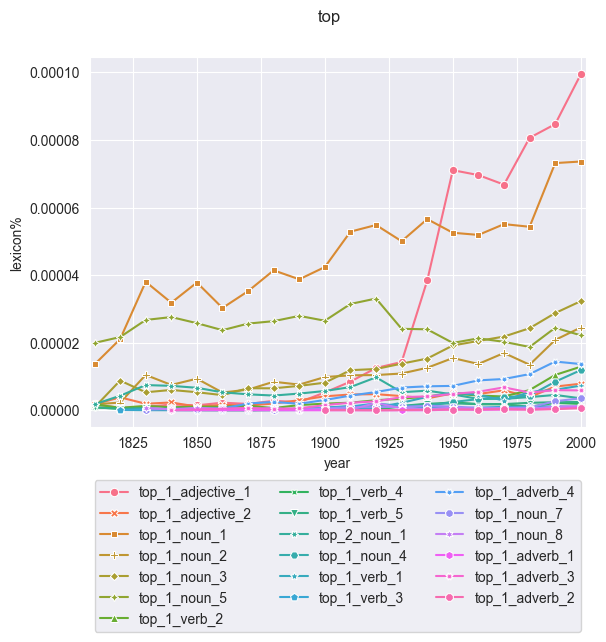 top
0.00010
0.00008
0.00006
0.00004
0.00002
0.00000
lexicon%
1825 1850 1875 1900 1925 1950 1975 2000
year
top_1_adjective_1 top_1_verb_4 top_1_adverb_4
top_1_adjective_2 top_1_verb_5 top_1_noun_7
top_1_noun_1 top_2_noun_1 top_1_noun_8
top_1_noun_2 top_1_noun_4 top_1_adverb_1
top_1_noun_3 top_1_verb_1 top_1_adverb_3
top_1_noun_5 top_1_verb_3 top_1_adverb_2
top_1_verb_2